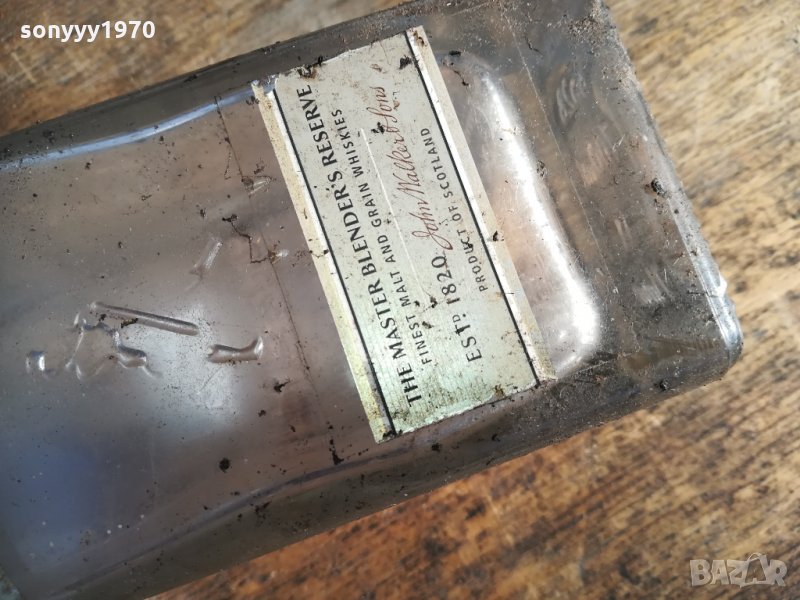 sonyyy1970
THE MASTER BLENDER'S RESERVE
FINEST MALT AND GRAIN WHISKIES
ESTD. 1820 John Walker & Sons
PRODUCT OF SCOTLAND
BAZAR